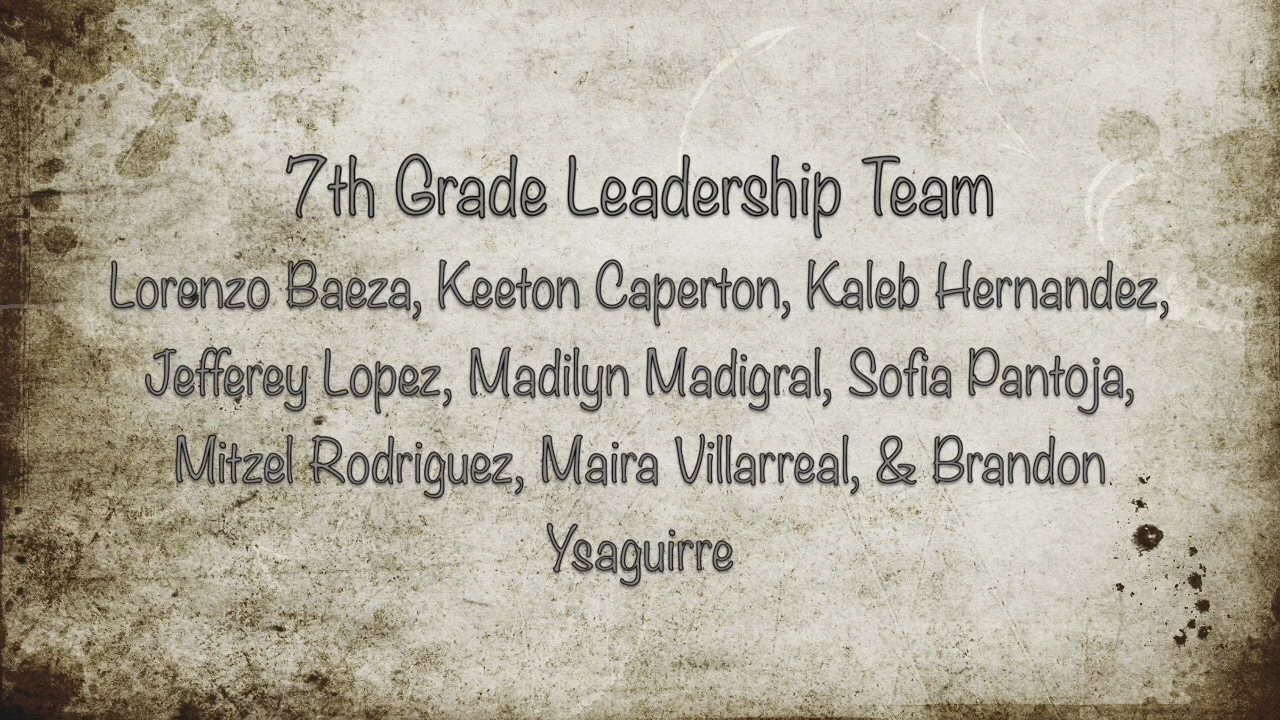 7th Grade Leadership Team
Lorenzo Baeza, Keeton Caperton, Kaleb Hernandez,
Jefferey Lopez, Madilyn Madigral, Sofia Pantoja,
Mitzel Rodriguez, Maira Villarreal, & Brandon
Ysaguirre